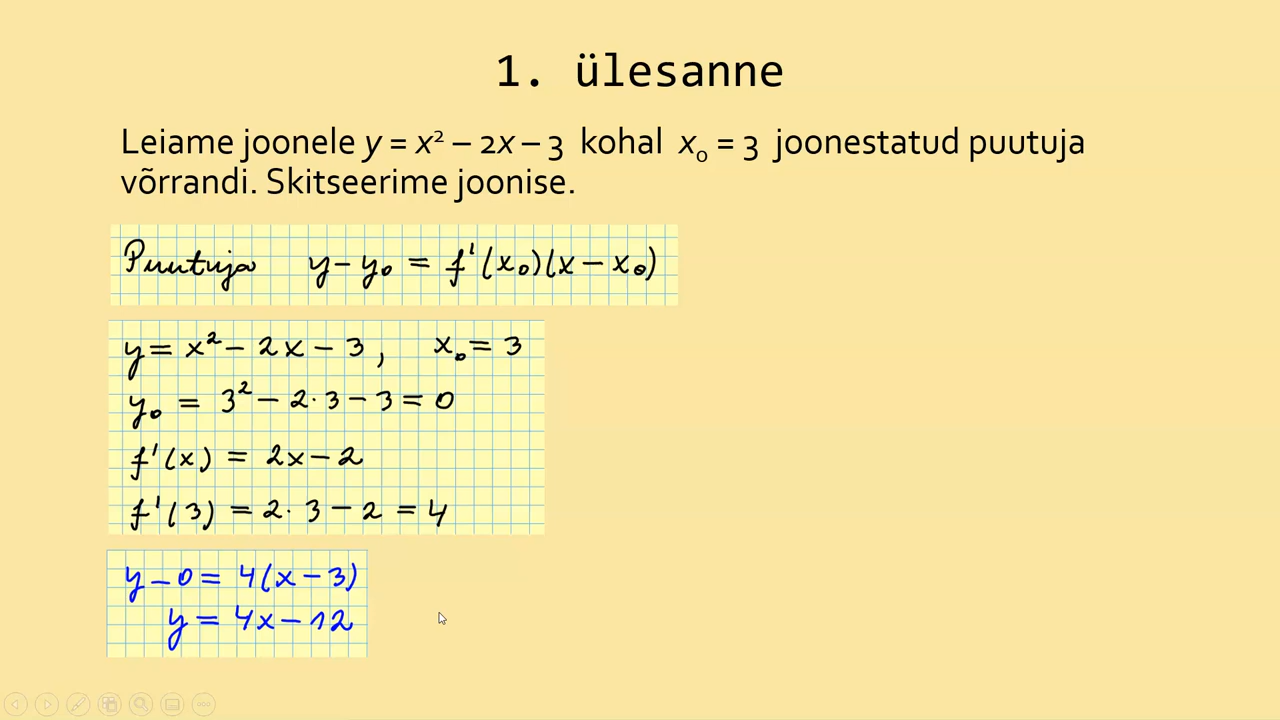 1. ülesanne
Leiame joonele y = x² – 2x – 3 kohal x₀ = 3 joonestatud puutuja
võrrandi. Skitseerime joonise.
Puutuja y – y₀ = f'(x₀)(x – x₀)
y = x² – 2x – 3, x₀ = 3
y₀ = 3² – 2·3 – 3 = 0
f'(x) = 2x – 2
f'(3) = 2·3 – 2 = 4
y – 0 = 4(x – 3)
y = 4x – 12